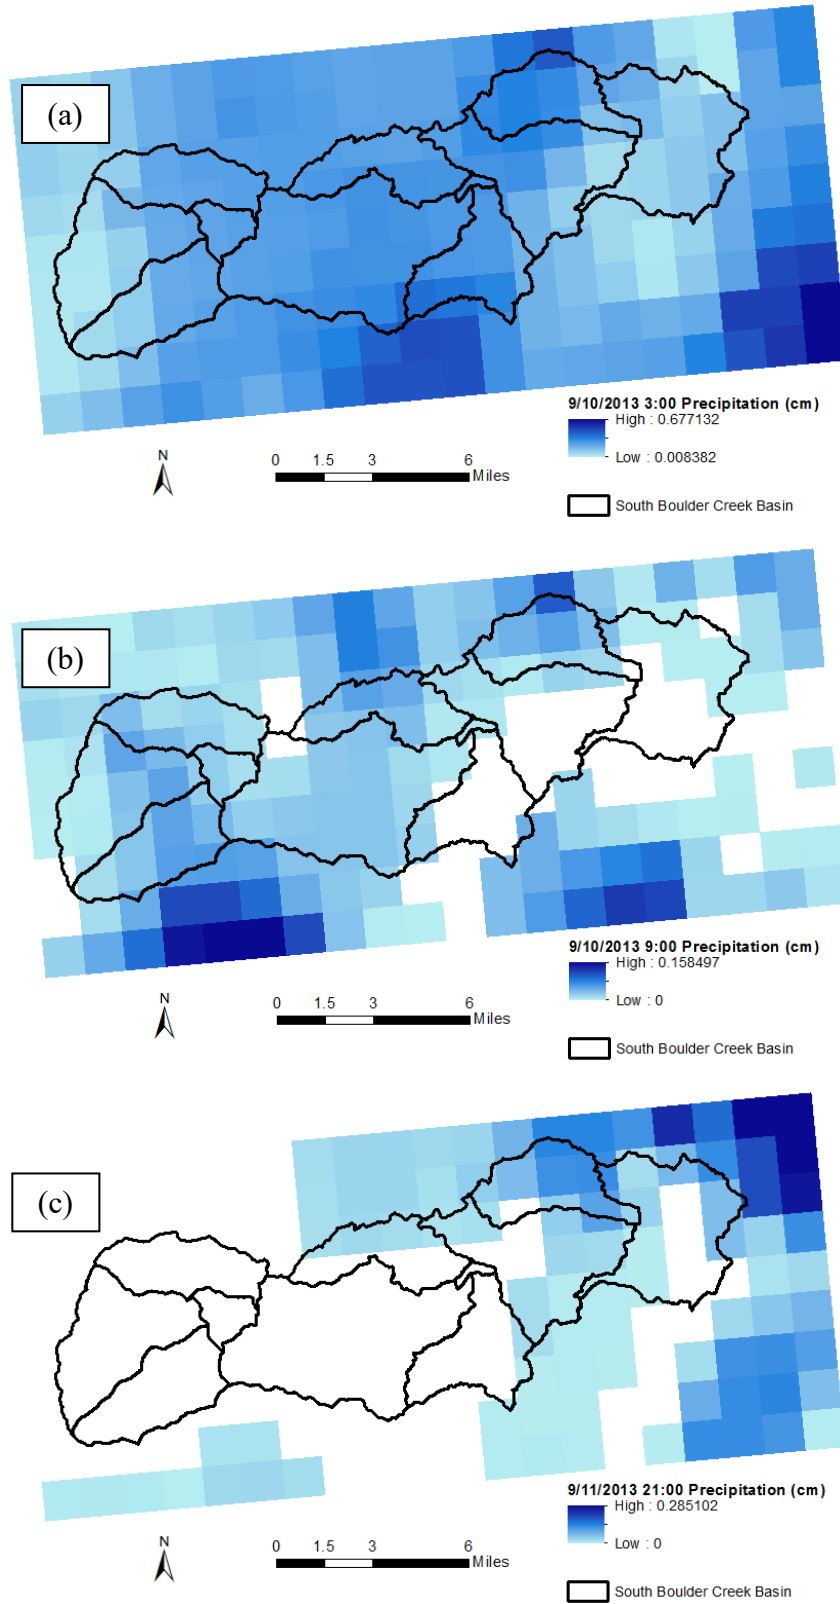 (a)
9/10/2013 3:00 Precipitation (cm)
High : 0.677132
Low : 0.008382
N
0 1.5 3 6
Miles
South Boulder Creek Basin
(b)
9/10/2013 9:00 Precipitation (cm)
High : 0.158497
Low : 0
N
0 1.5 3 6
Miles
South Boulder Creek Basin
(c)
9/11/2013 21:00 Precipitation (cm)
High : 0.285102
Low : 0
N
0 1.5 3 6
Miles
South Boulder Creek Basin